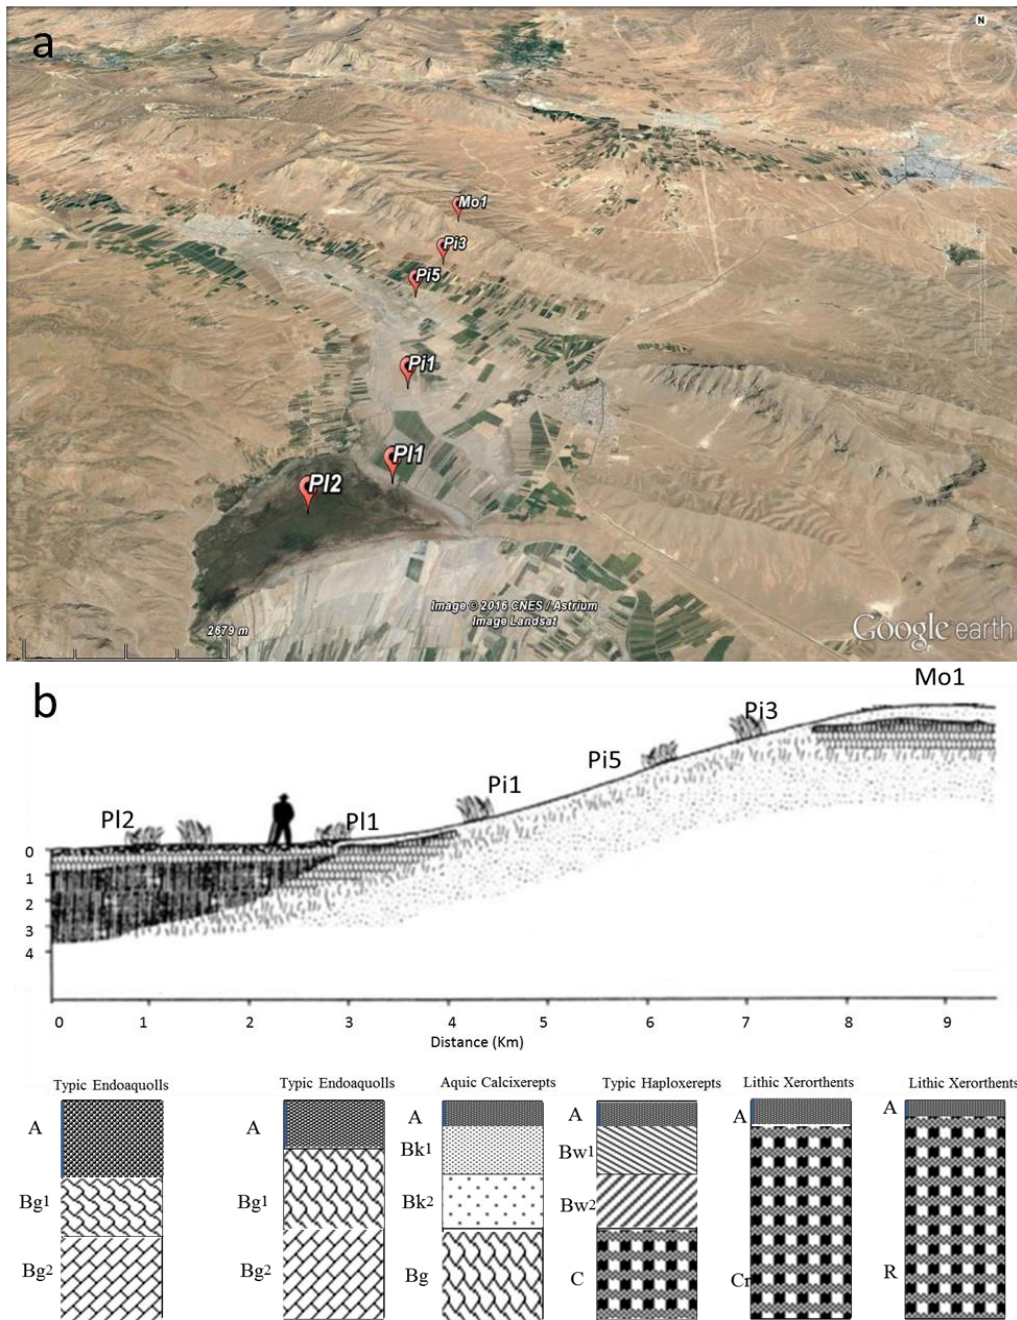 a
N
Mo1
Pi3
Pi5
Pi1
Pl1
Pl2
Image © 2016 CNES / Astrium
Image Landsat
2679 m
Google earth
b
Mo1
Pi3
Pi5
Pi1
Pl2
Pl1
0
1
2
3
4
0 1 2 3 4 5 6 7 8 9
Distance (Km)
Typic Endoaquolls Typic Endoaquolls Aquic Calcixerepts Typic Haploxerepts Lithic Xerorthents Lithic Xerorthents
A A A A A A
Bk1 Bw1
Bg1 Bg1 Bk2 Bw2
Bg2 Bg2 Bg C Cr R